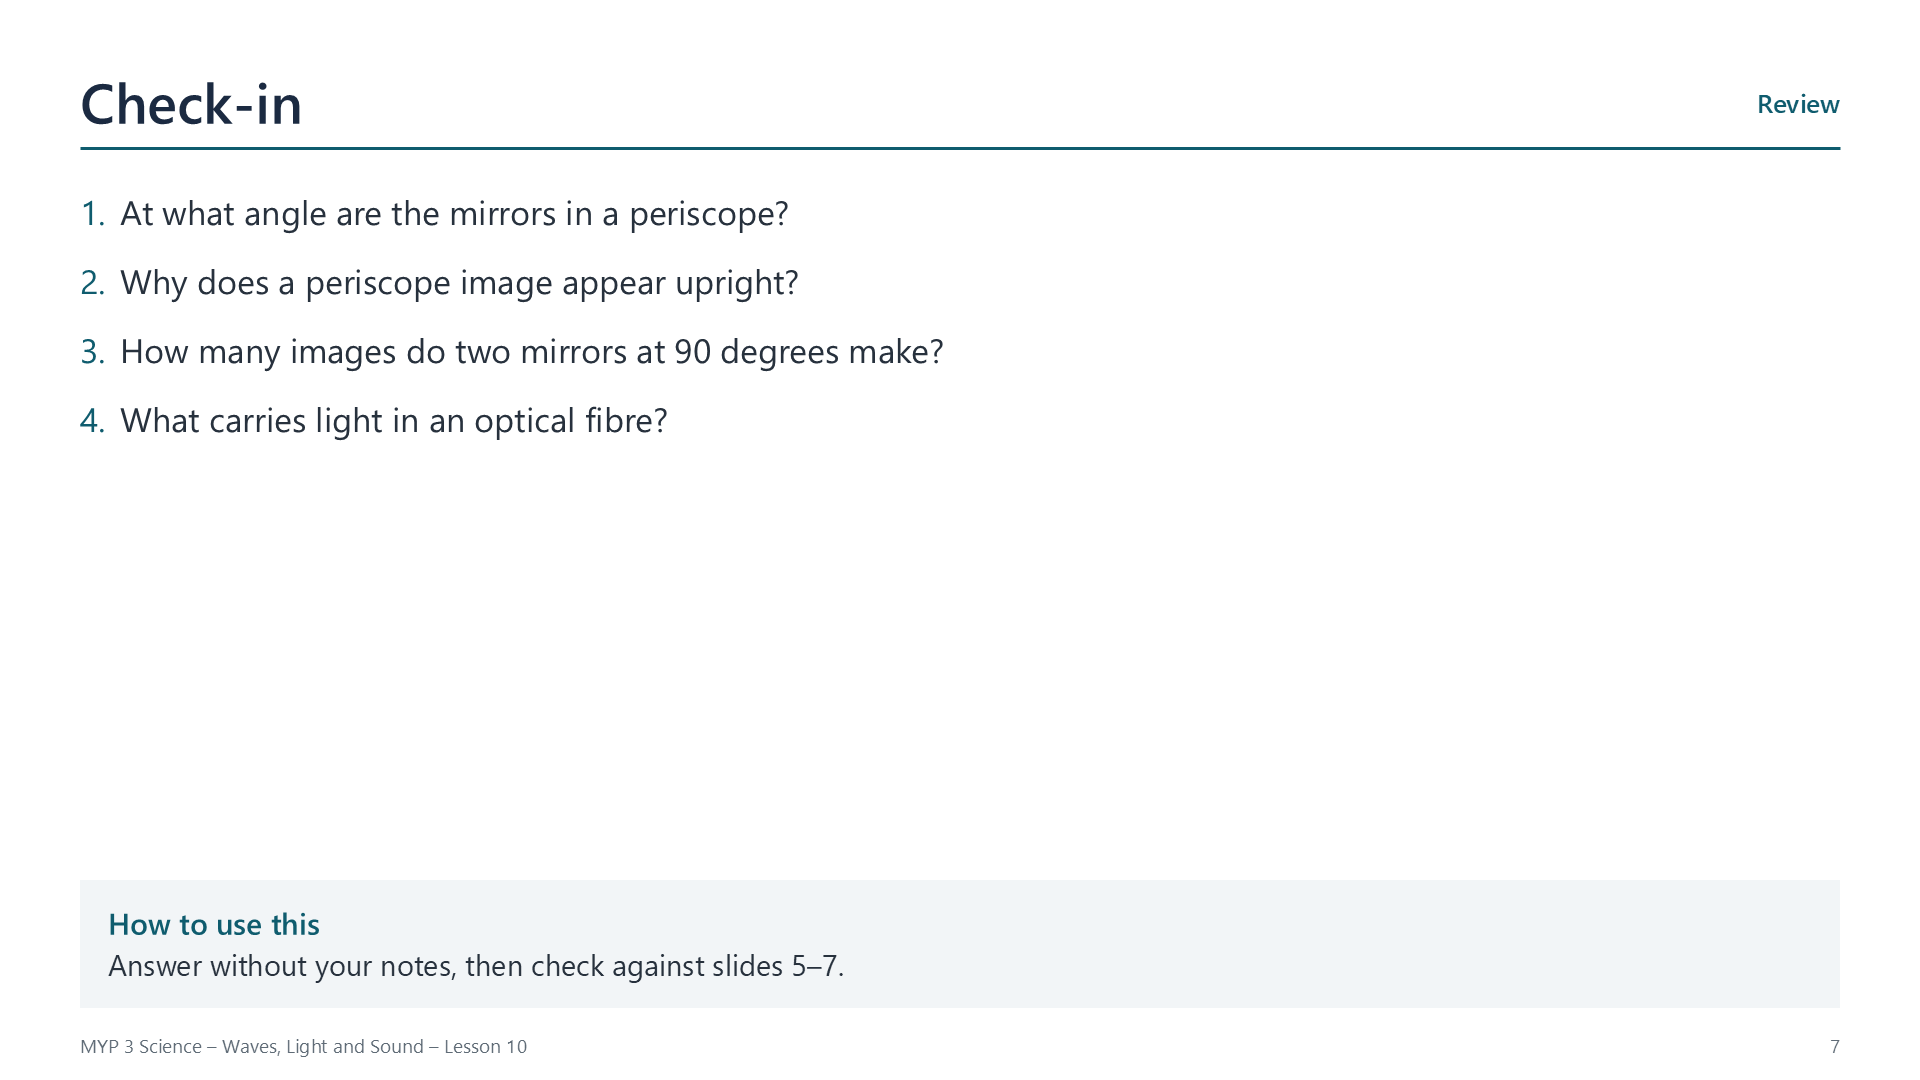 Check-in
Review
1. At what angle are the mirrors in a periscope?
2. Why does a periscope image appear upright?
3. How many images do two mirrors at 90 degrees make?
4. What carries light in an optical fibre?
How to use this
Answer without your notes, then check against slides 5–7.
MYP 3 Science – Waves, Light and Sound – Lesson 10
7